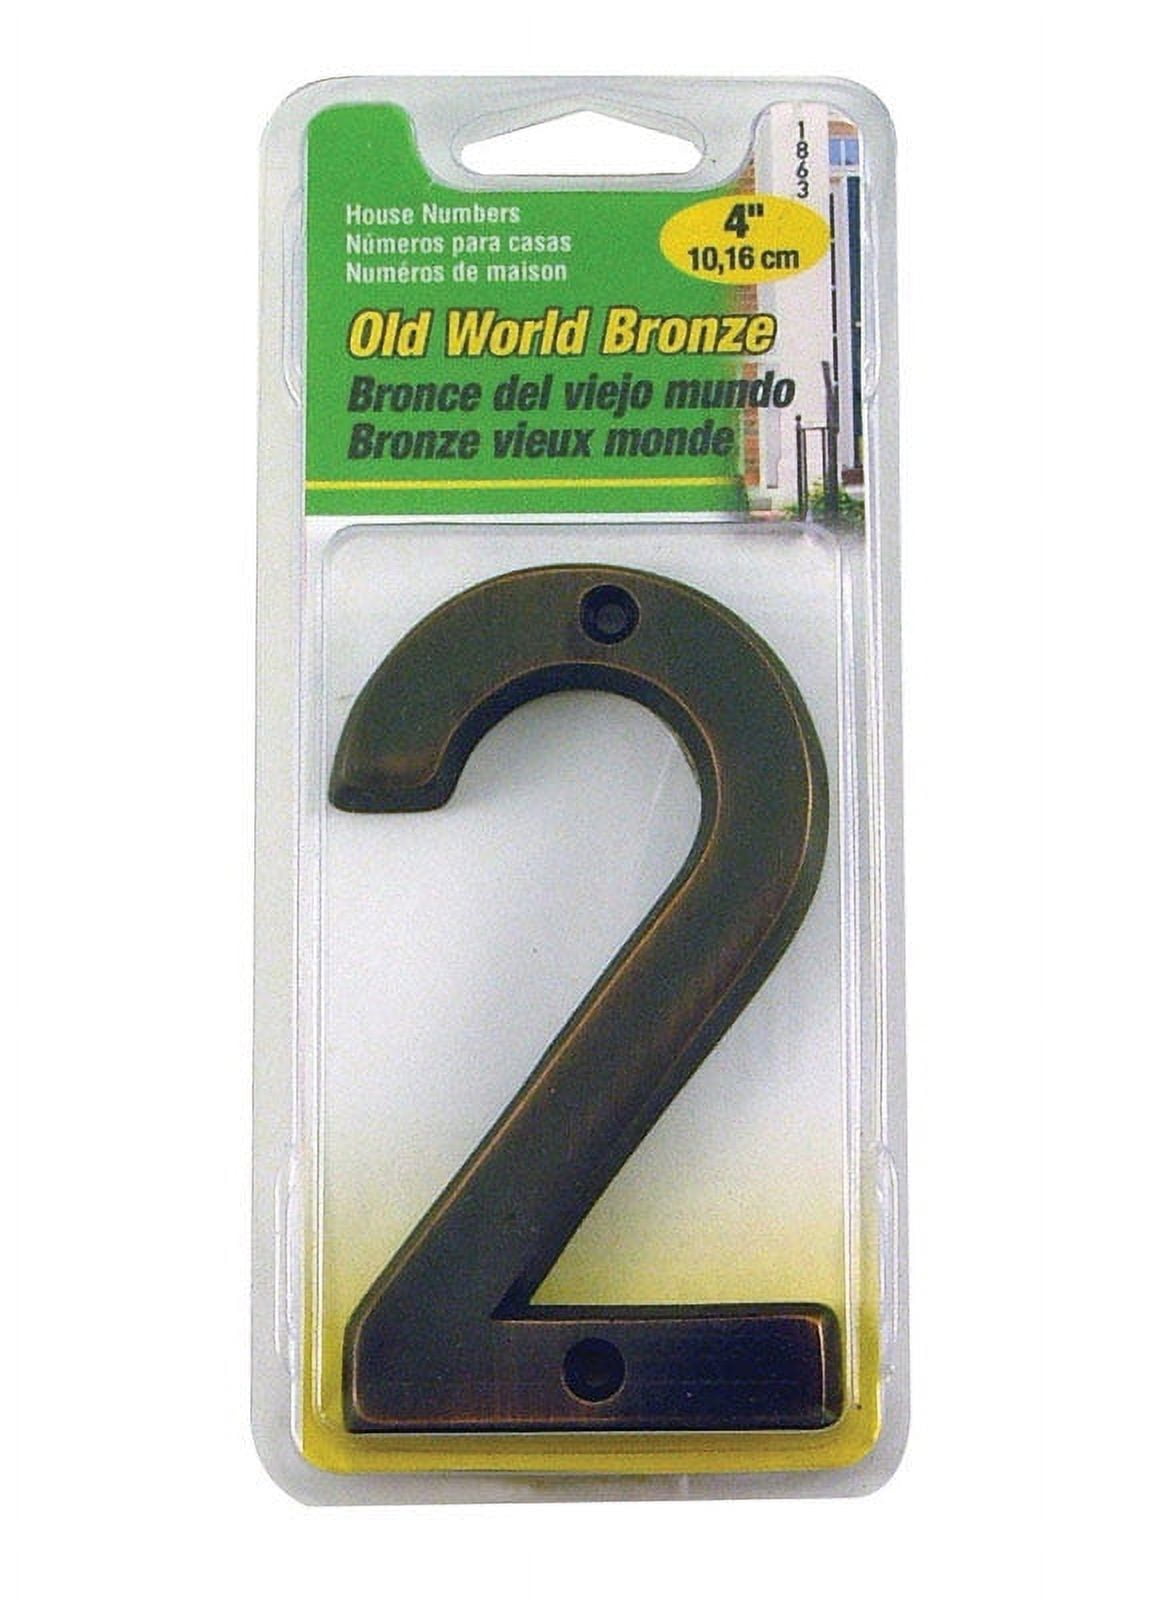 1
8
6
3
House Numbers
Números para casas
Numéros de maison
4"
10,16 cm
Old World Bronze
Bronce del viejo mundo
Bronze vieux monde
2